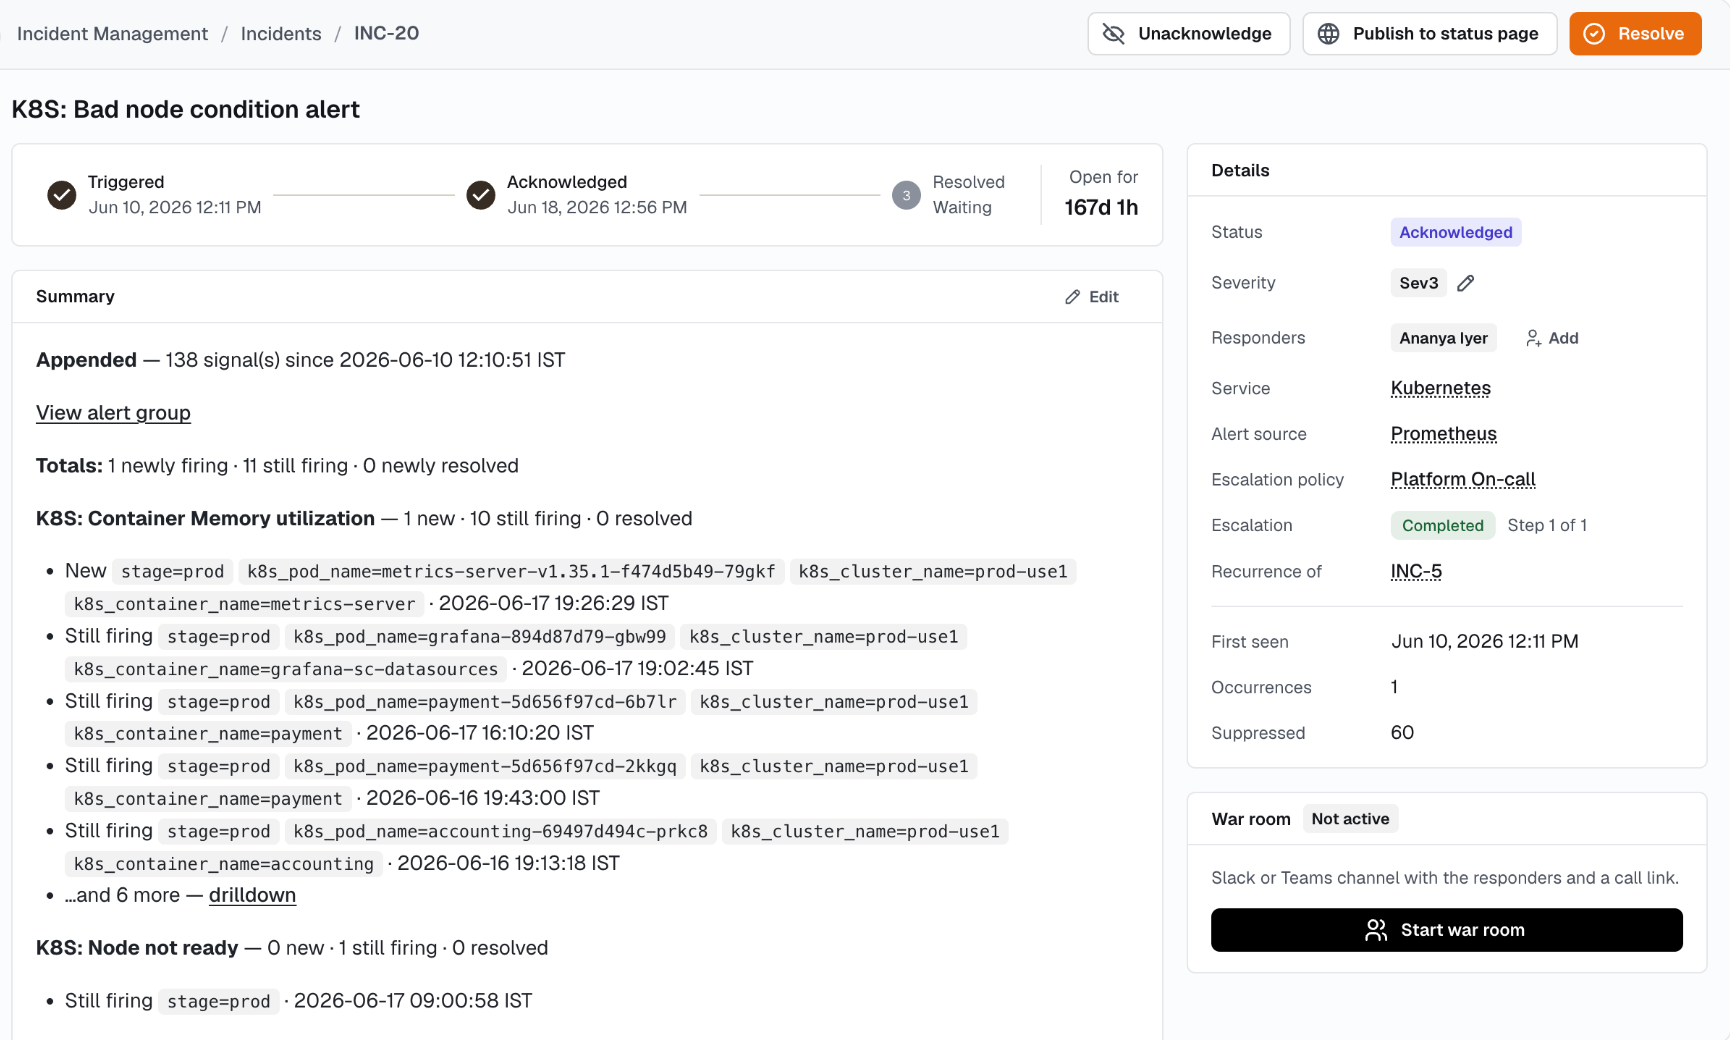 Incident Management / Incidents / INC-20
Unacknowledge
Publish to status page
Resolve
K8S: Bad node condition alert
Triggered
Jun 10, 2026 12:11 PM
Acknowledged
Jun 18, 2026 12:56 PM
3
Resolved
Waiting
Open for
167d 1h
Summary
Edit
Appended — 138 signal(s) since 2026-06-10 12:10:51 IST
View alert group
Totals: 1 newly firing · 11 still firing · 0 newly resolved
K8S: Container Memory utilization — 1 new · 10 still firing · 0 resolved
• New stage=prod k8s_pod_name=metrics-server-v1.35.1-f474d5b49-79gkf k8s_cluster_name=prod-use1
k8s_container_name=metrics-server · 2026-06-17 19:26:29 IST
• Still firing stage=prod k8s_pod_name=grafana-894d87d79-gbw99 k8s_cluster_name=prod-use1
k8s_container_name=grafana-sc-datasources · 2026-06-17 19:02:45 IST
• Still firing stage=prod k8s_pod_name=payment-5d656f97cd-6b7lr k8s_cluster_name=prod-use1
k8s_container_name=payment · 2026-06-17 16:10:20 IST
• Still firing stage=prod k8s_pod_name=payment-5d656f97cd-2kkgq k8s_cluster_name=prod-use1
k8s_container_name=payment · 2026-06-16 19:43:00 IST
• Still firing stage=prod k8s_pod_name=accounting-69497d494c-prkc8 k8s_cluster_name=prod-use1
k8s_container_name=accounting · 2026-06-16 19:13:18 IST
• …and 6 more — drilldown
K8S: Node not ready — 0 new · 1 still firing · 0 resolved
• Still firing stage=prod · 2026-06-17 09:00:58 IST
Details
Status Acknowledged
Severity Sev3
Responders Ananya Iyer Add
Service Kubernetes
Alert source Prometheus
Escalation policy Platform On-call
Escalation Completed Step 1 of 1
Recurrence of INC-5
First seen Jun 10, 2026 12:11 PM
Occurrences 1
Suppressed 60
War room Not active
Slack or Teams channel with the responders and a call link.
Start war room